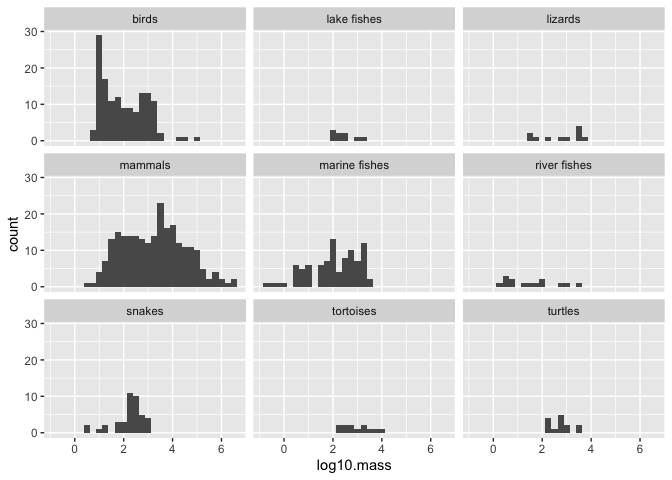 birds
lake fishes
lizards
30
20
10
0
mammals
marine fishes
river fishes
30
20
10
0
count
snakes
tortoises
turtles
30
20
10
0
0 2 4 6 0 2 4 6 0 2 4 6
log10.mass